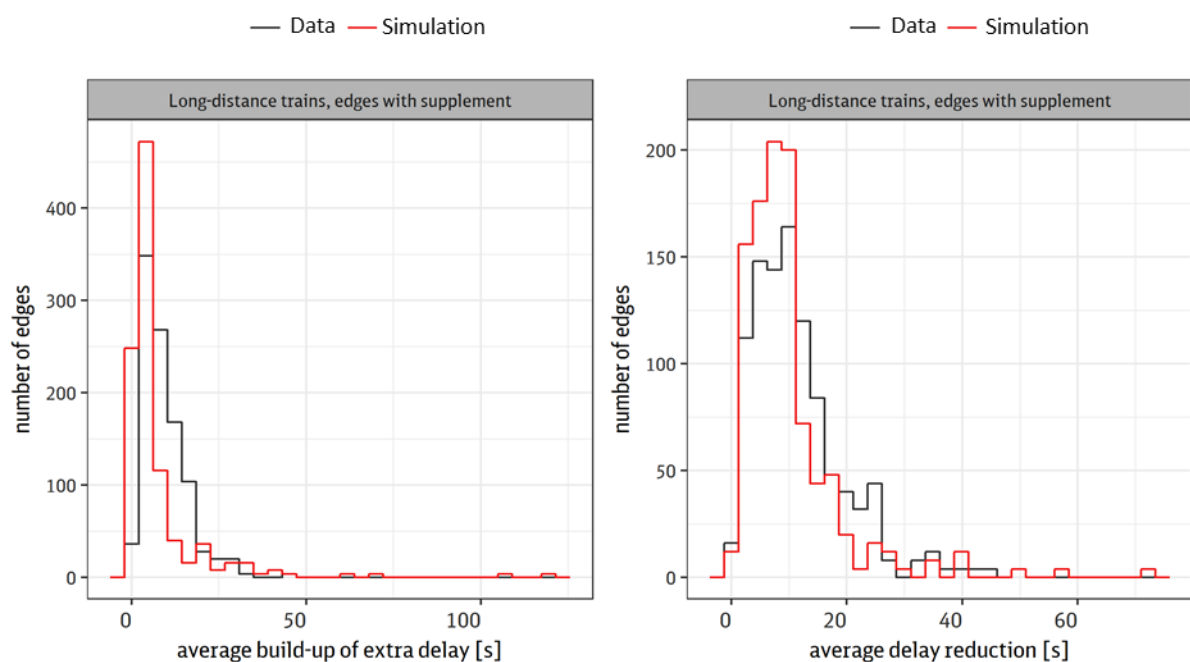 Data Simulation
Long-distance trains, edges with supplement
number of edges
400
300
200
100
0
0 50 100
average build-up of extra delay [s]
Data Simulation
Long-distance trains, edges with supplement
number of edges
200
150
100
50
0
0 20 40 60
average delay reduction [s]